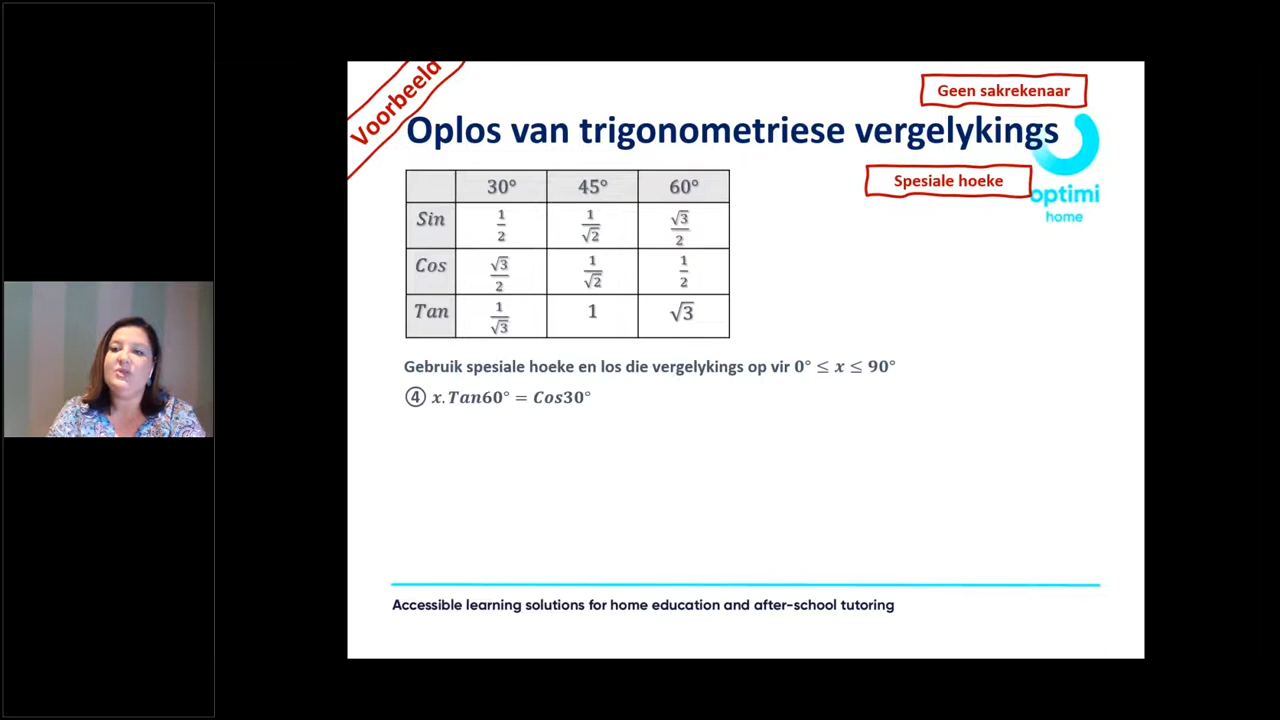 Voorbeeld
Geen sakrekenaar
Oplos van trigonometriese vergelykings
Spesiale hoeke
optimi
home
30° 45° 60°
Sin 1/2 1/√2 √3/2
Cos √3/2 1/√2 1/2
Tan 1/√3 1 √3
Gebruik spesiale hoeke en los die vergelykings op vir 0° ≤ x ≤ 90°
④ x.Tan60° = Cos30°
Accessible learning solutions for home education and after-school tutoring